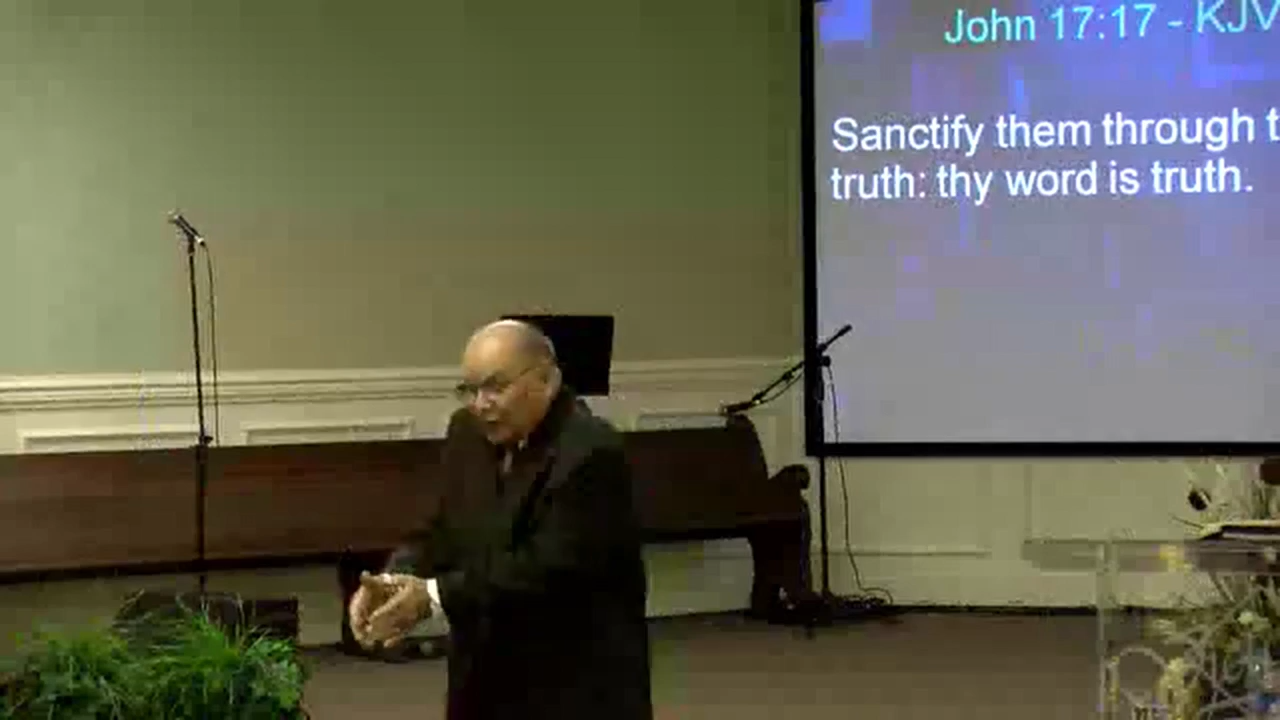 John 17:17 - KJV
Sanctify them through
truth: thy word is truth.